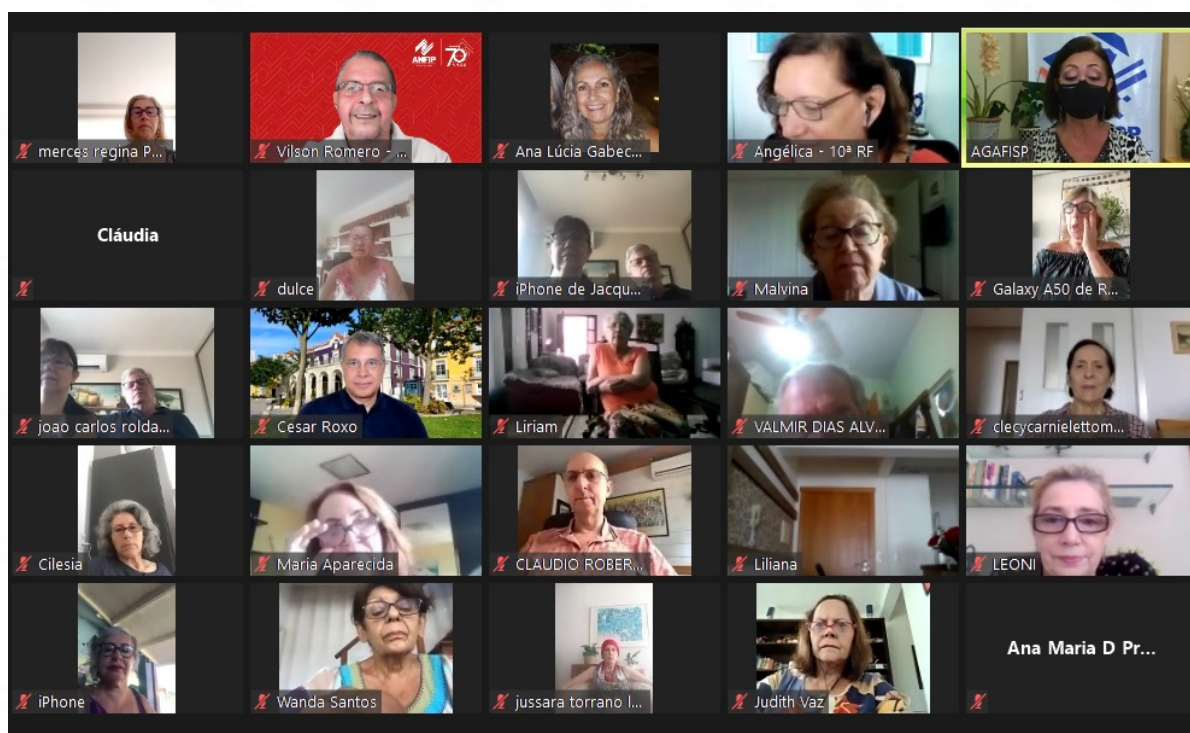 ANFIP 70
merces regina P...
Vilson Romero - ...
Ana Lúcia Gabec...
Angélica - 10ª RF
AGAFISP
Cláudia
dulce
iPhone de Jacqu...
Malvina
Galaxy A50 de R...
joao carlos rolda...
Cesar Roxo
Liriam
VALMIR DIAS ALV...
clecycarnielettom...
Cilesia
Maria Aparecida
CLAUDIO ROBER...
Liliana
LEONI
iPhone
Wanda Santos
jussara torrano l...
Judith Vaz
Ana Maria D Pr...